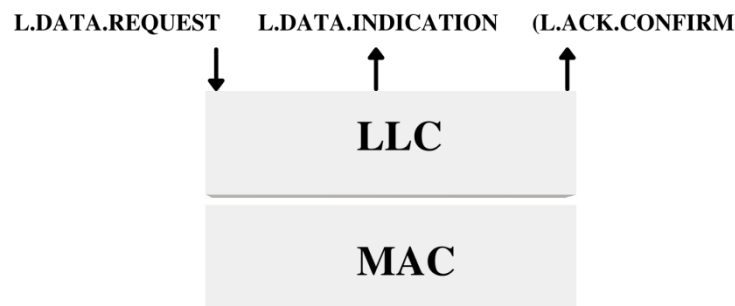 L.DATA.REQUEST L.DATA.INDICATION (L.ACK.CONFIRM
LLC
MAC